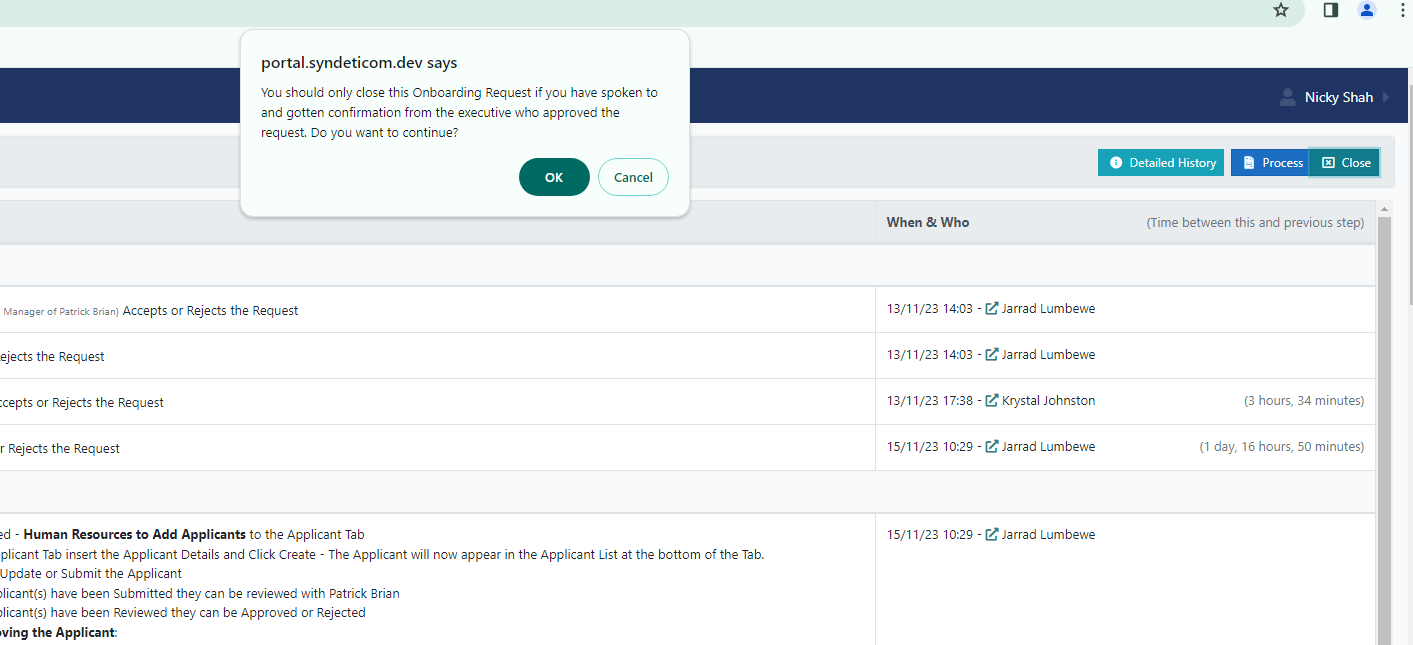 portal.syndeticom.dev says
You should only close this Onboarding Request if you have spoken to
and gotten confirmation from the executive who approved the
request. Do you want to continue?
OK
Cancel
Nicky Shah
Detailed History
Process
Close
When & Who
(Time between this and previous step)
Manager of Patrick Brian) Accepts or Rejects the Request
13/11/23 14:03 - Jarrad Lumbewe
ejects the Request
13/11/23 14:03 - Jarrad Lumbewe
ccepts or Rejects the Request
13/11/23 17:38 - Krystal Johnston
(3 hours, 34 minutes)
r Rejects the Request
15/11/23 10:29 - Jarrad Lumbewe
(1 day, 16 hours, 50 minutes)
ed - Human Resources to Add Applicants to the Applicant Tab
15/11/23 10:29 - Jarrad Lumbewe
plicant Tab insert the Applicant Details and Click Create - The Applicant will now appear in the Applicant List at the bottom of the Tab.
Update or Submit the Applicant
plicant(s) have been Submitted they can be reviewed with Patrick Brian
plicant(s) have been Reviewed they can be Approved or Rejected
oving the Applicant: